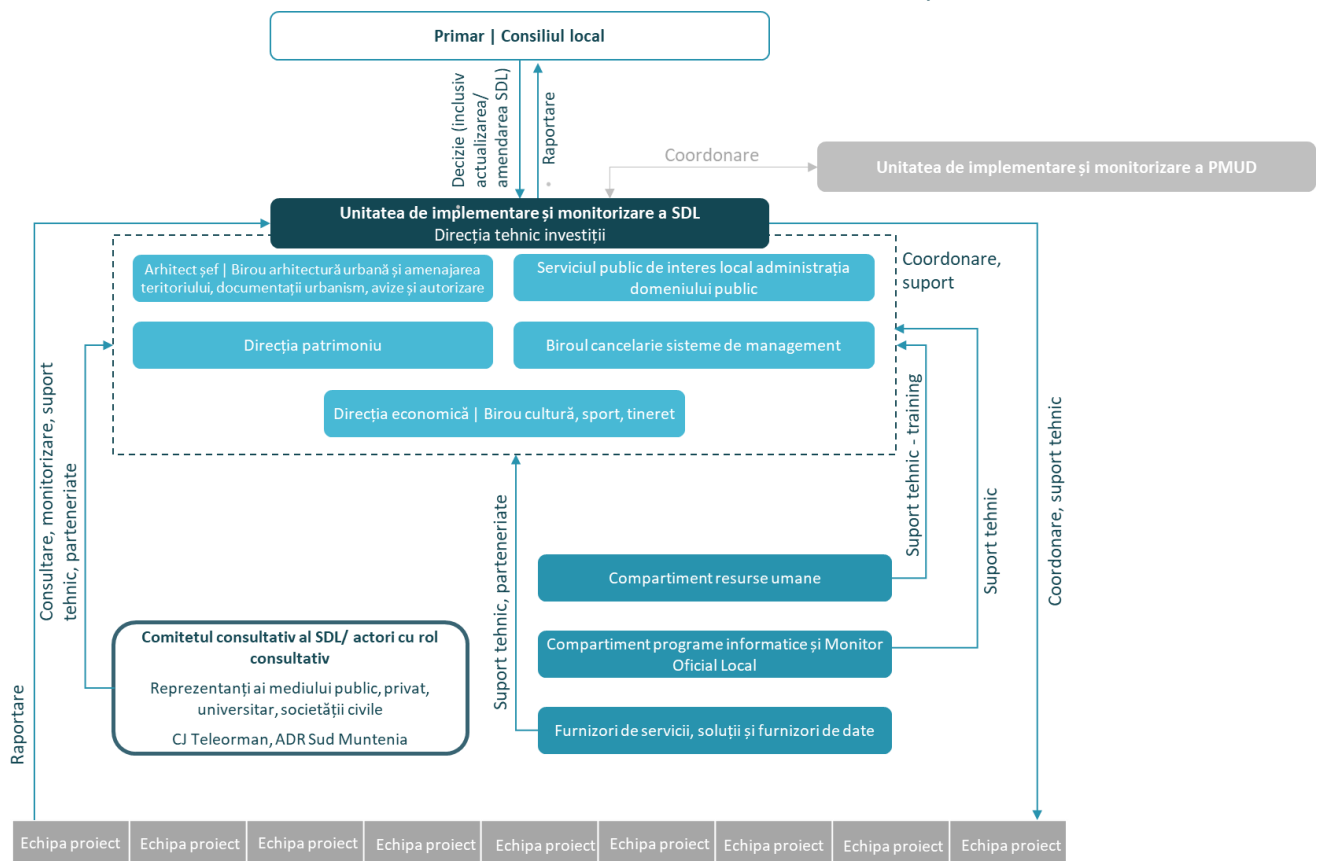 Primar | Consiliul local
Decizie (inclusiv
actualizarea/
amendarea SDL)
Raportare
Coordonare
Unitatea de implementare și monitorizare a PMUD
Unitatea de implementare și monitorizare a SDL
Direcția tehnic investiții
Arhitect șef | Birou arhitectură urbană și amenajarea
teritoriului, documentații urbanism, avize și autorizare
Serviciul public de interes local administrația
domeniului public
Coordonare,
suport
Direcția patrimoniu
Biroul cancelarie sisteme de management
Direcția economică | Birou cultură, sport, tineret
Consultare, monitorizare, suport
tehnic, parteneriate
Suport tehnic, parteneriate
Suport tehnic - training
Suport tehnic
Coordonare, suport tehnic
Compartiment resurse umane
Compartiment programe informatice și Monitor
Oficial Local
Furnizori de servicii, soluții și furnizori de date
Comitetul consultativ al SDL/ actori cu rol
consultativ
Reprezentanți ai mediului public, privat,
universitar, societății civile
CJ Teleorman, ADR Sud Muntenia
Raportare
Echipa proiect
Echipa proiect
Echipa proiect
Echipa proiect
Echipa proiect
Echipa proiect
Echipa proiect
Echipa proiect
Echipa proiect